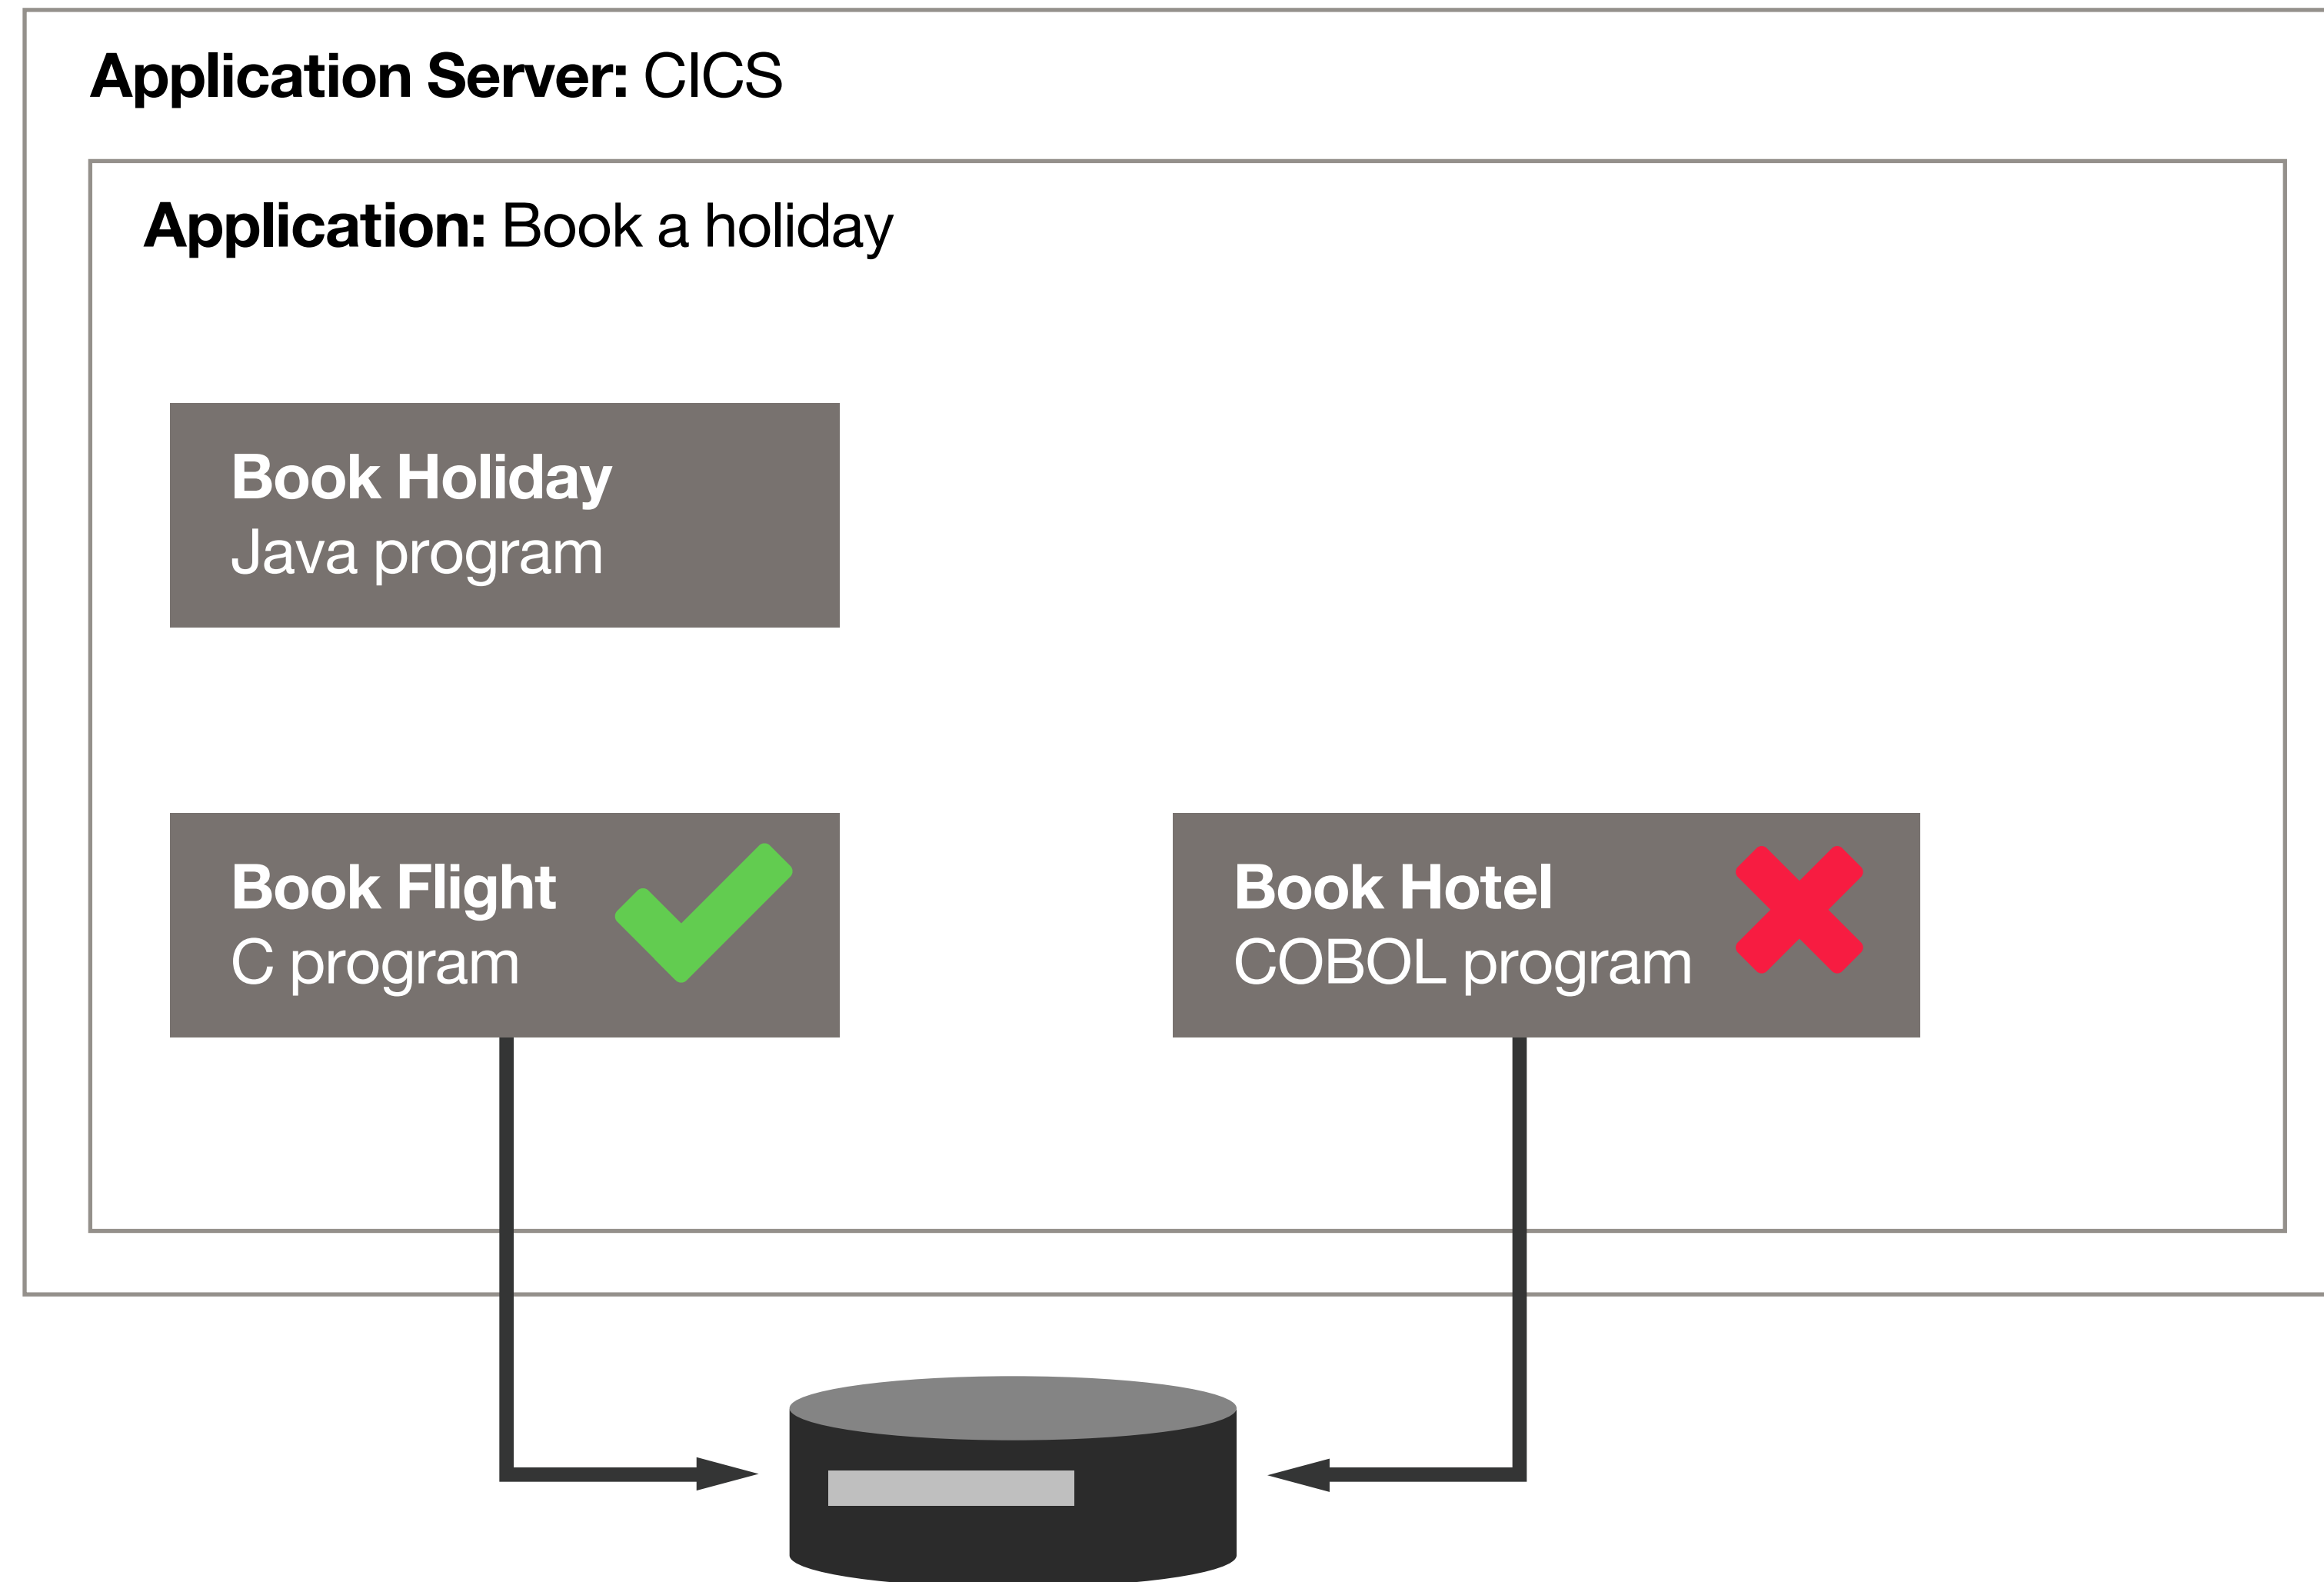 Application Server: CICS
Application: Book a holiday
Book Holiday
Java program
Book Flight
C program
Book Hotel
COBOL program